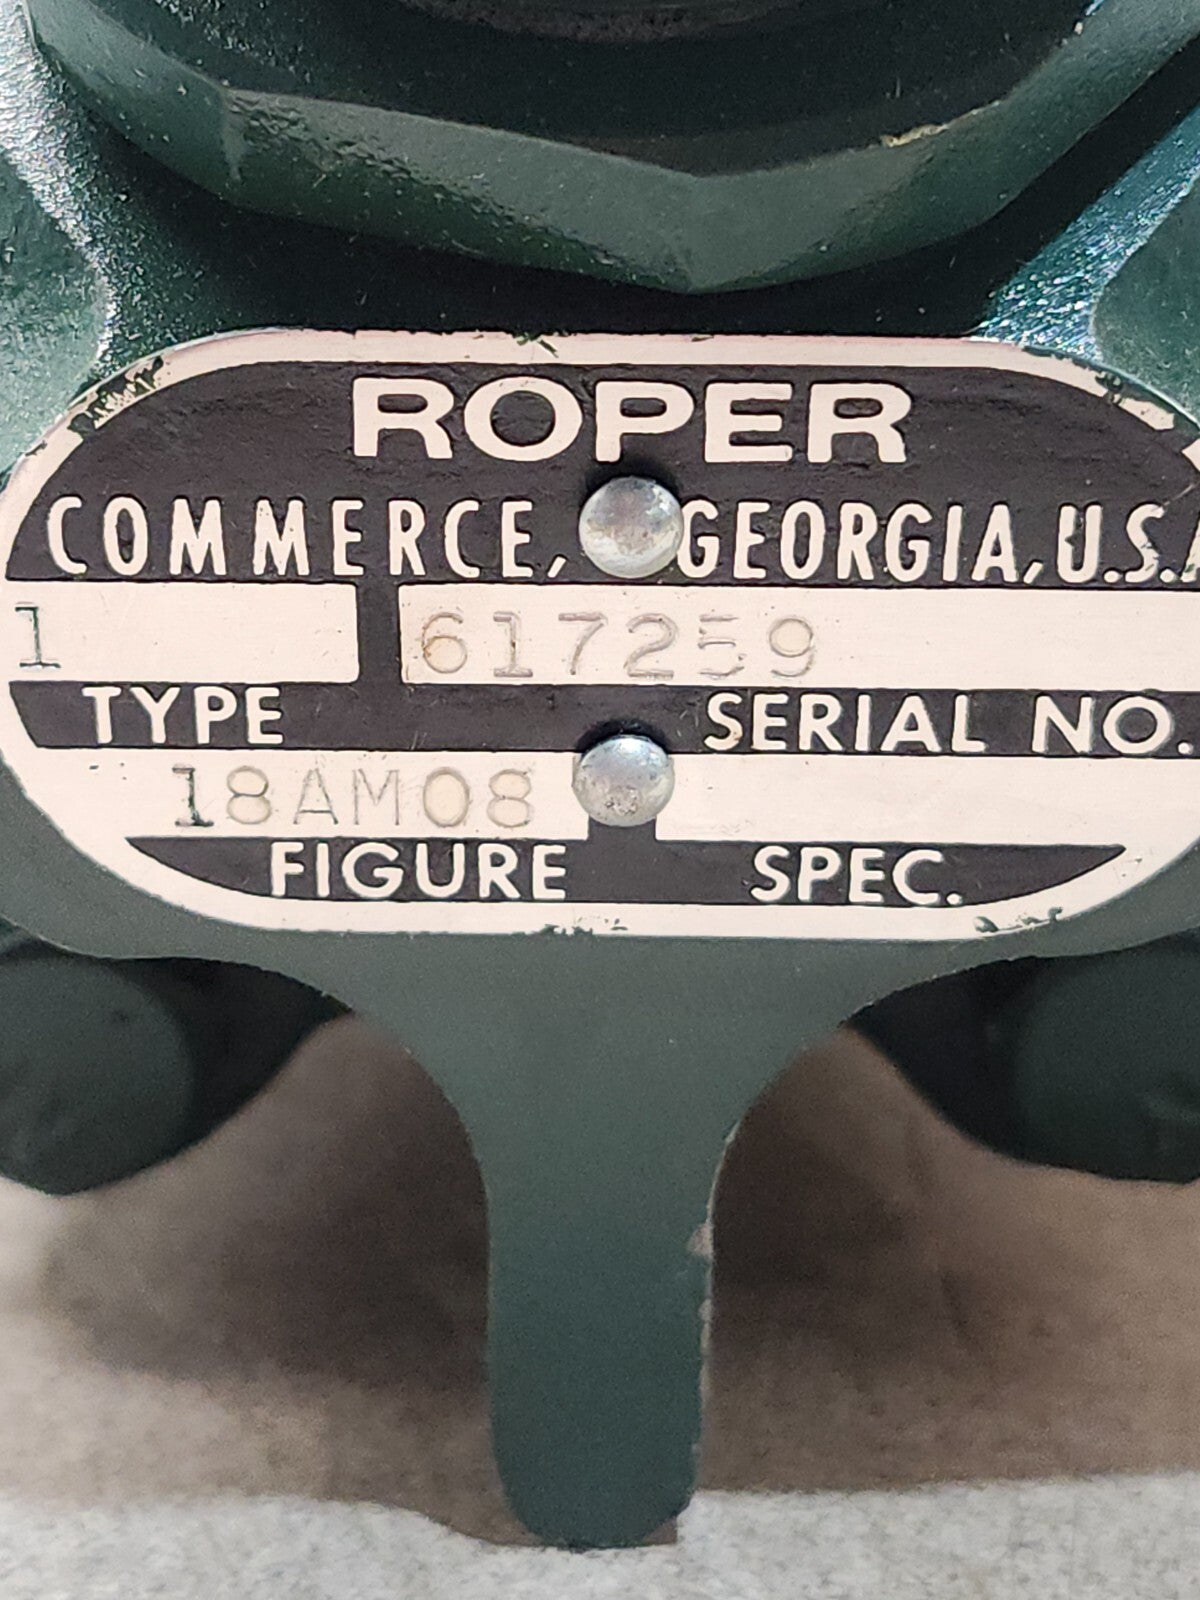 ROPER
COMMERCE, GEORGIA, U.S.A
1 617259
TYPE SERIAL NO.
18AM08
FIGURE SPEC.